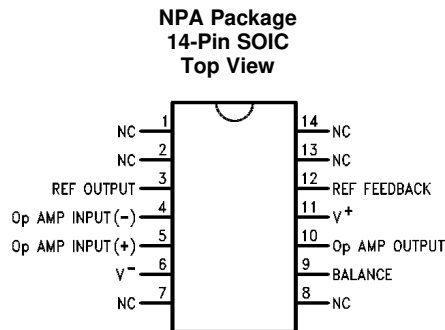 NPA Package
14-Pin SOIC
Top View
NC 1 14 NC
NC 2 13 NC
REF OUTPUT 3 12 REF FEEDBACK
Op AMP INPUT(-) 4 11 V+
Op AMP INPUT(+) 5 10 Op AMP OUTPUT
V- 6 9 BALANCE
NC 7 8 NC